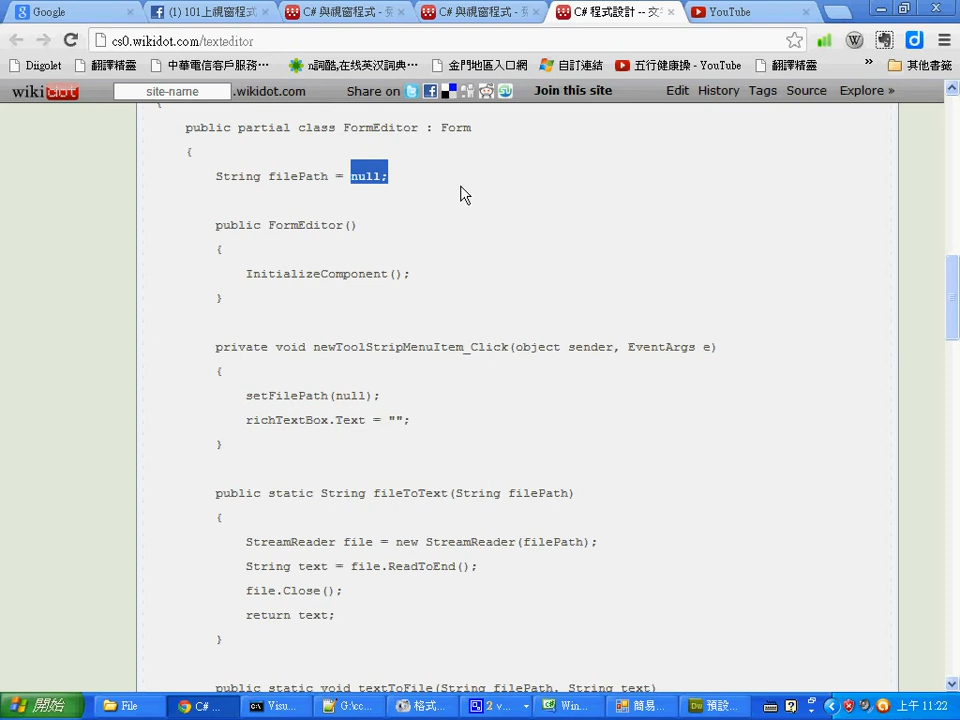 Google
(1) 101上視窗程式
C# 與視窗程式 -
C# 與視窗程式 -
C# 程式設計 -- 文
YouTube
cs0.wikidot.com/texteditor
Diigolet
翻譯精靈
中華電信客戶服務…
n詞酷,在线英汉词典…
金門地區入口網
自訂連結
五行健康操 - YouTube
翻譯精靈
»
其他書籤
wikidot
site-name
.wikidot.com
Share on
Join this site
Edit
History
Tags
Source
Explore »
{
public partial class FormEditor : Form
{
String filePath = null;
public FormEditor()
{
InitializeComponent();
}
private void newToolStripMenuItem_Click(object sender, EventArgs e)
{
setFilePath(null);
richTextBox.Text = "";
}
public static String fileToText(String filePath)
{
StreamReader file = new StreamReader(filePath);
String text = file.ReadToEnd();
file.Close();
return text;
}
public static void textToFile(String filePath, String text)
開始
File
C# ...
Visu...
G:\cc...
格式...
2 v...
Win...
簡易...
預設...
上午 11:22